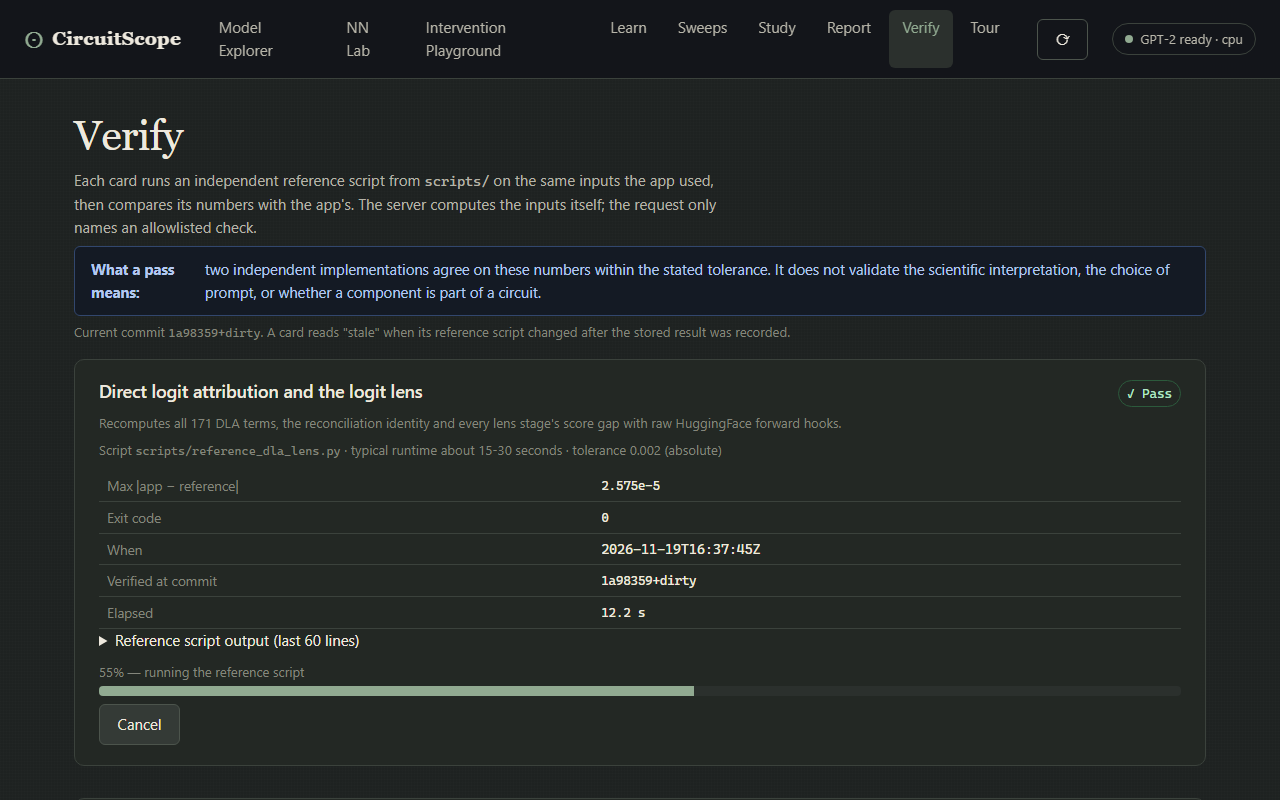 CircuitScope
Model Explorer
NN Lab
Intervention Playground
Learn
Sweeps
Study
Report
Verify
Tour
GPT-2 ready · cpu
Verify
Each card runs an independent reference script from scripts/ on the same inputs the app used,
then compares its numbers with the app's. The server computes the inputs itself; the request only
names an allowlisted check.
What a pass means:
two independent implementations agree on these numbers within the stated tolerance. It does not validate the scientific interpretation, the choice of
prompt, or whether a component is part of a circuit.
Current commit 1a98359+dirty. A card reads "stale" when its reference script changed after the stored result was recorded.
Direct logit attribution and the logit lens
✓ Pass
Recomputes all 171 DLA terms, the reconciliation identity and every lens stage's score gap with raw HuggingFace forward hooks.
Script scripts/reference_dla_lens.py · typical runtime about 15-30 seconds · tolerance 0.002 (absolute)
Max |app − reference| 2.575e-5
Exit code 0
When 2026-11-19T16:37:45Z
Verified at commit 1a98359+dirty
Elapsed 12.2 s
Reference script output (last 60 lines)
55% — running the reference script
Cancel